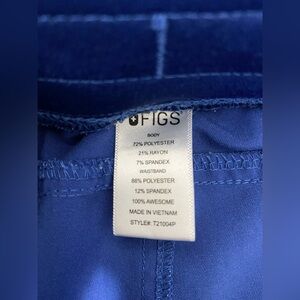 FIGS
BODY
72% POLYESTER
21% RAYON
7% SPANDEX
WAISTBAND
88% POLYESTER
12% SPANDEX
100% AWESOME
MADE IN VIETNAM
STYLE#: T21004P